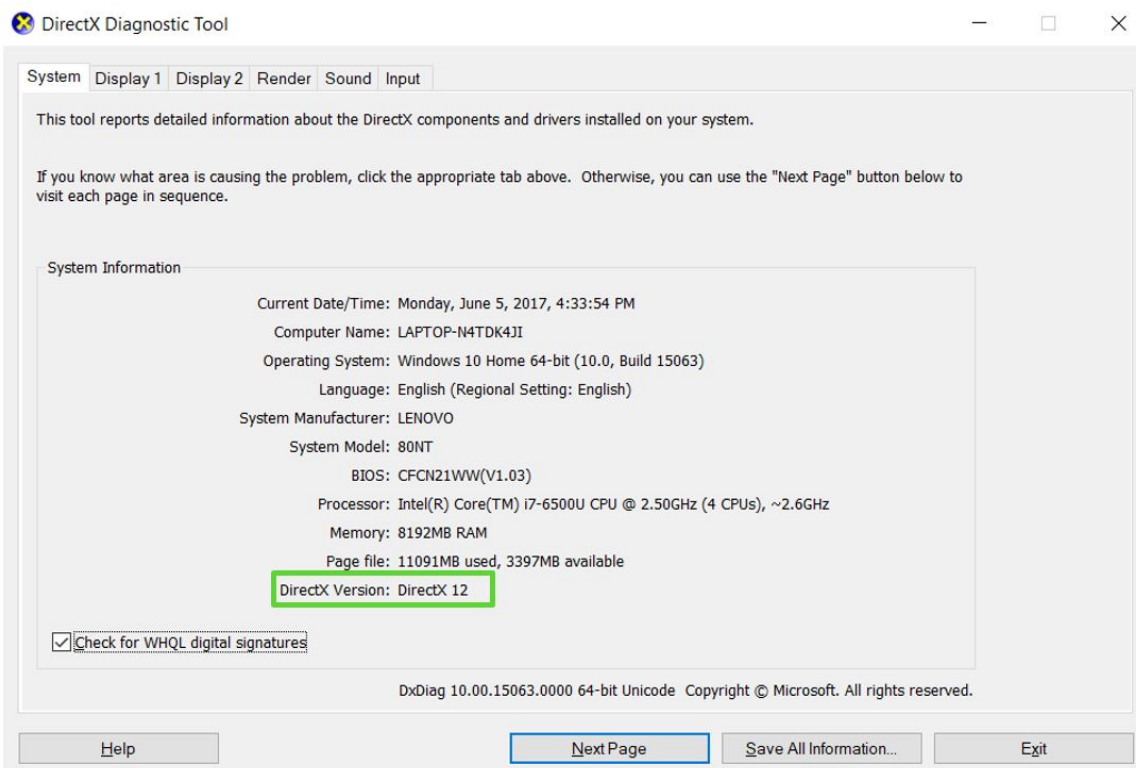 DirectX Diagnostic Tool
System Display 1 Display 2 Render Sound Input
This tool reports detailed information about the DirectX components and drivers installed on your system.
If you know what area is causing the problem, click the appropriate tab above.  Otherwise, you can use the "Next Page" button below to
visit each page in sequence.
System Information
Current Date/Time: Monday, June 5, 2017, 4:33:54 PM
Computer Name: LAPTOP-N4TDK4JI
Operating System: Windows 10 Home 64-bit (10.0, Build 15063)
Language: English (Regional Setting: English)
System Manufacturer: LENOVO
System Model: 80NT
BIOS: CFCN21WW(V1.03)
Processor: Intel(R) Core(TM) i7-6500U CPU @ 2.50GHz (4 CPUs), ~2.6GHz
Memory: 8192MB RAM
Page file: 11091MB used, 3397MB available
DirectX Version: DirectX 12
Check for WHQL digital signatures
DxDiag 10.00.15063.0000 64-bit Unicode  Copyright © Microsoft. All rights reserved.
Help Next Page Save All Information... Exit